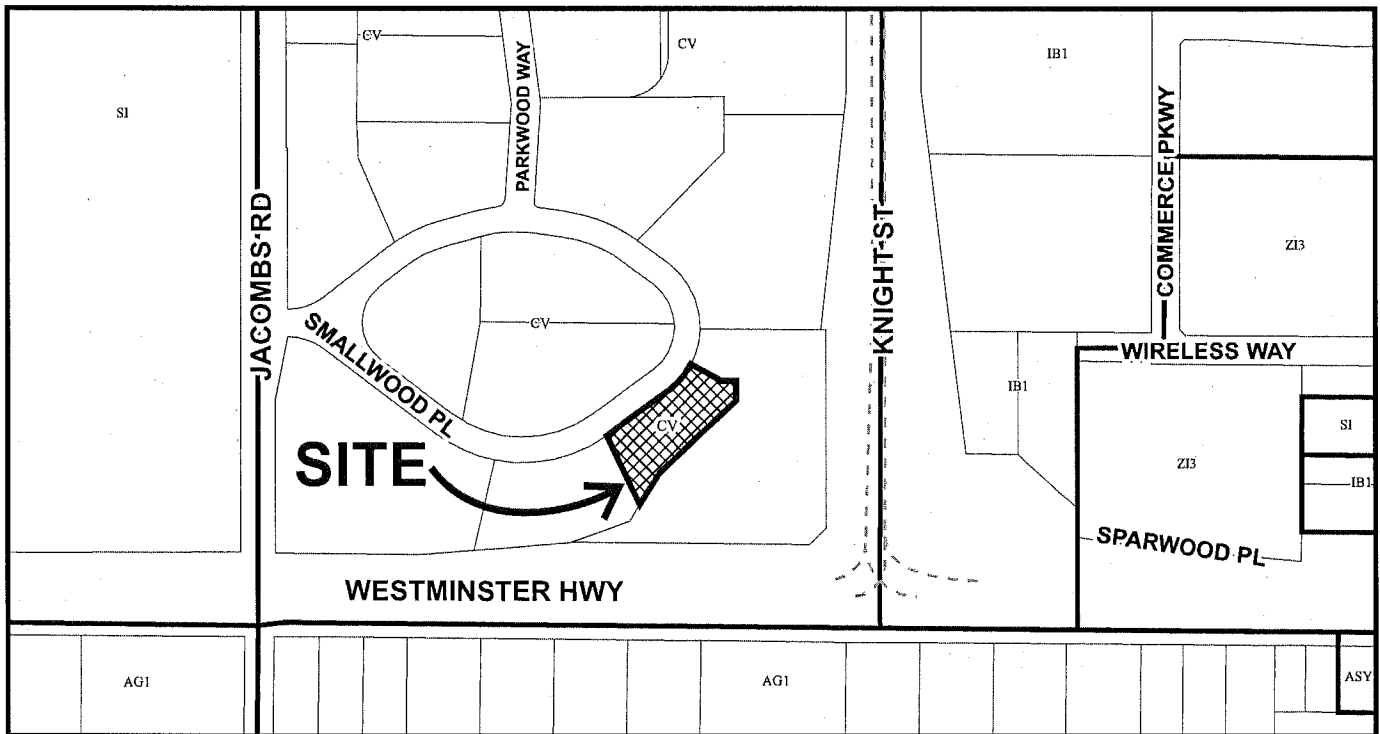 CV
PARKWOOD WAY
CV
IB1
SI
COMMERCE PKWY
JACOBS RD
KNIGHT ST
ZI3
CV
SMALLWOOD PL
WIRELESS WAY
IB1
CV
SI
SITE
ZI3
IB1
SPARWOOD PL
WESTMINSTER HWY
AG1
AG1
ASY